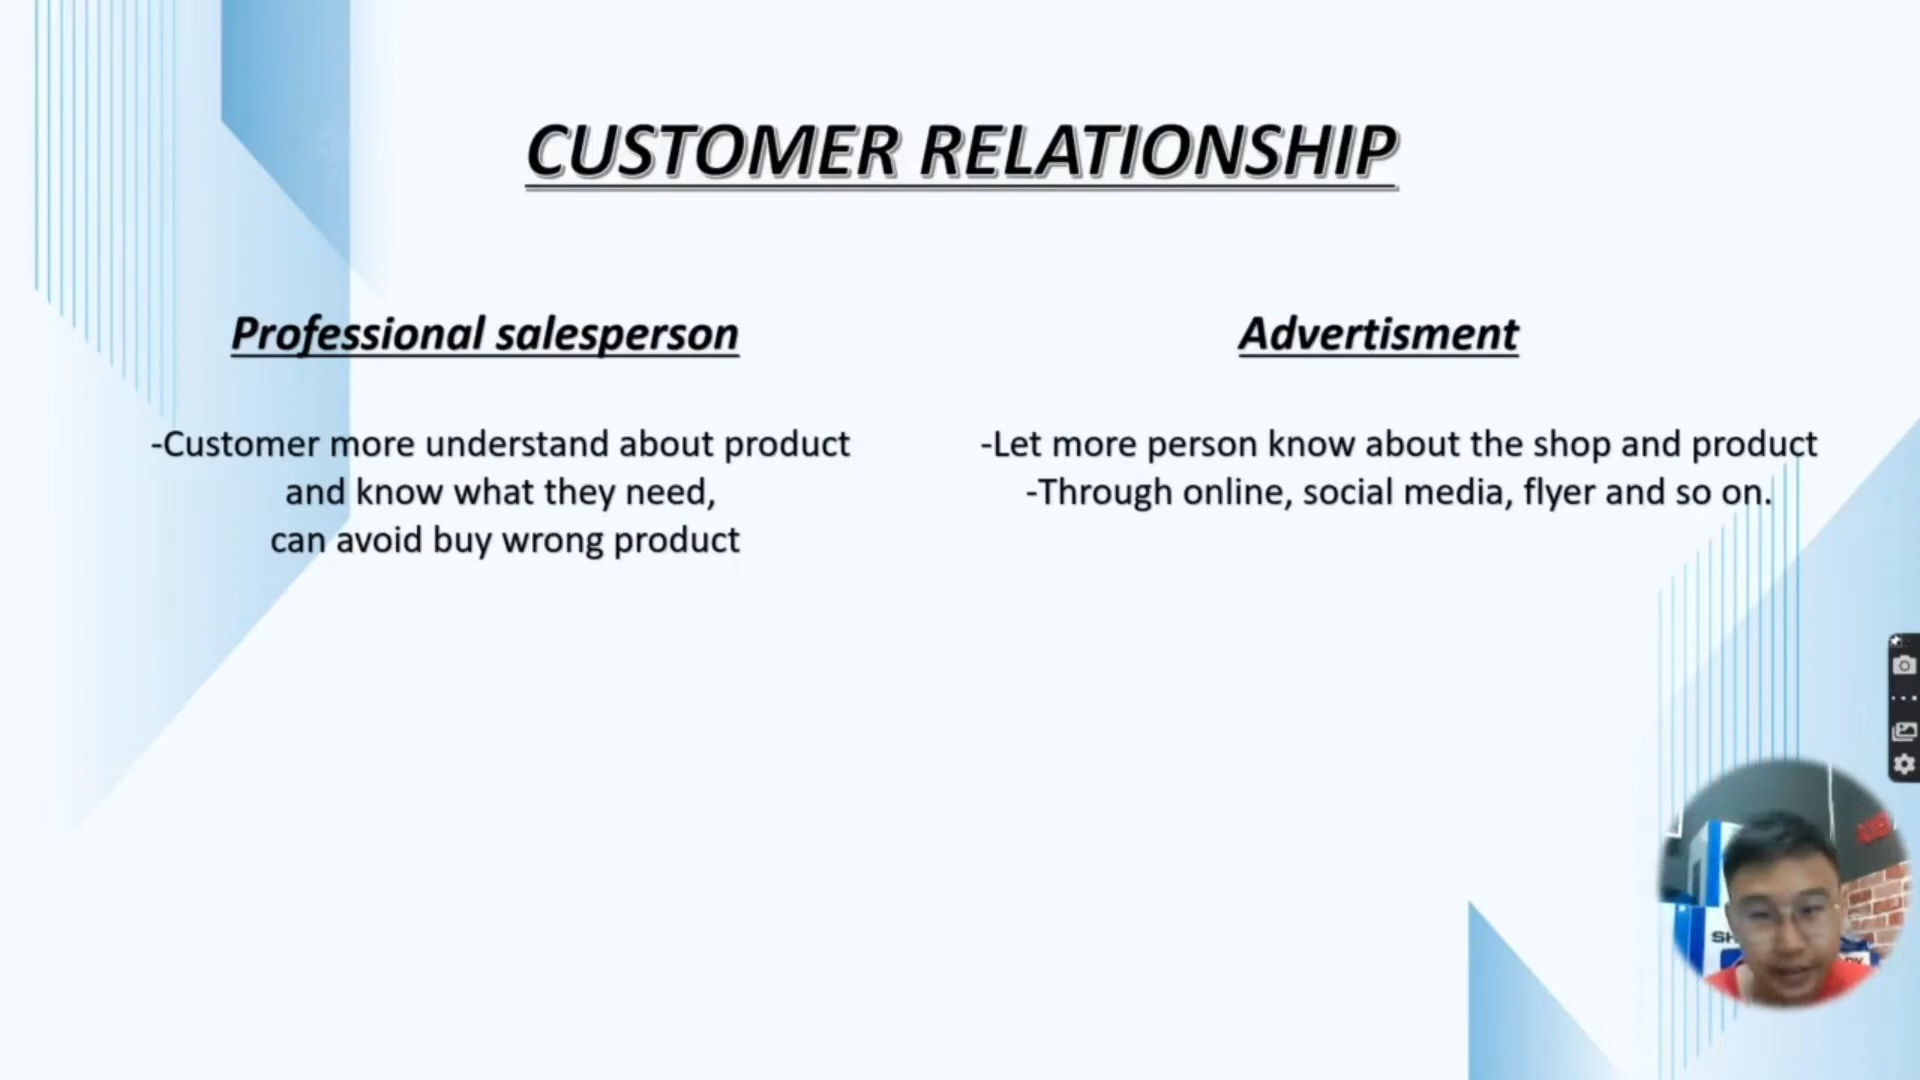 CUSTOMER RELATIONSHIP
Professional salesperson
-Customer more understand about product
and know what they need,
can avoid buy wrong product
Advertisment
-Let more person know about the shop and product
-Through online, social media, flyer and so on.